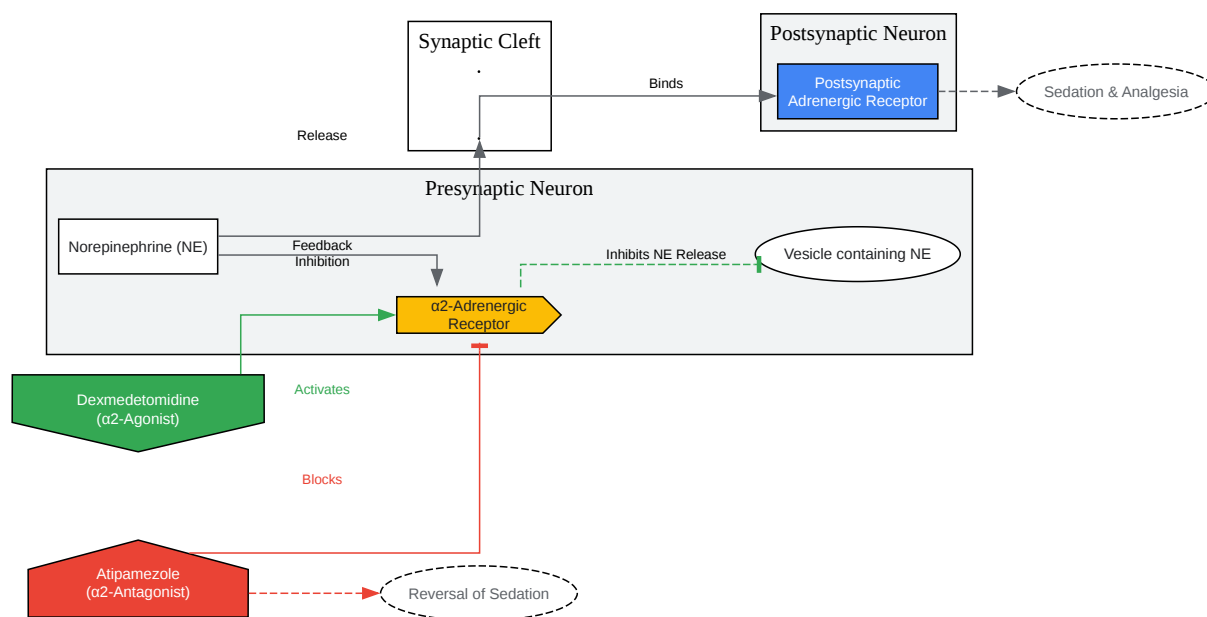 Synaptic Cleft
Postsynaptic Neuron
Postsynaptic
Adrenergic Receptor
Binds
Sedation & Analgesia
Release
Presynaptic Neuron
Norepinephrine (NE)
Feedback
Inhibition
Inhibits NE Release
Vesicle containing NE
α2-Adrenergic
Receptor
Dexmedetomidine
(α2-Agonist)
Activates
Blocks
Atipamezole
(α2-Antagonist)
Reversal of Sedation